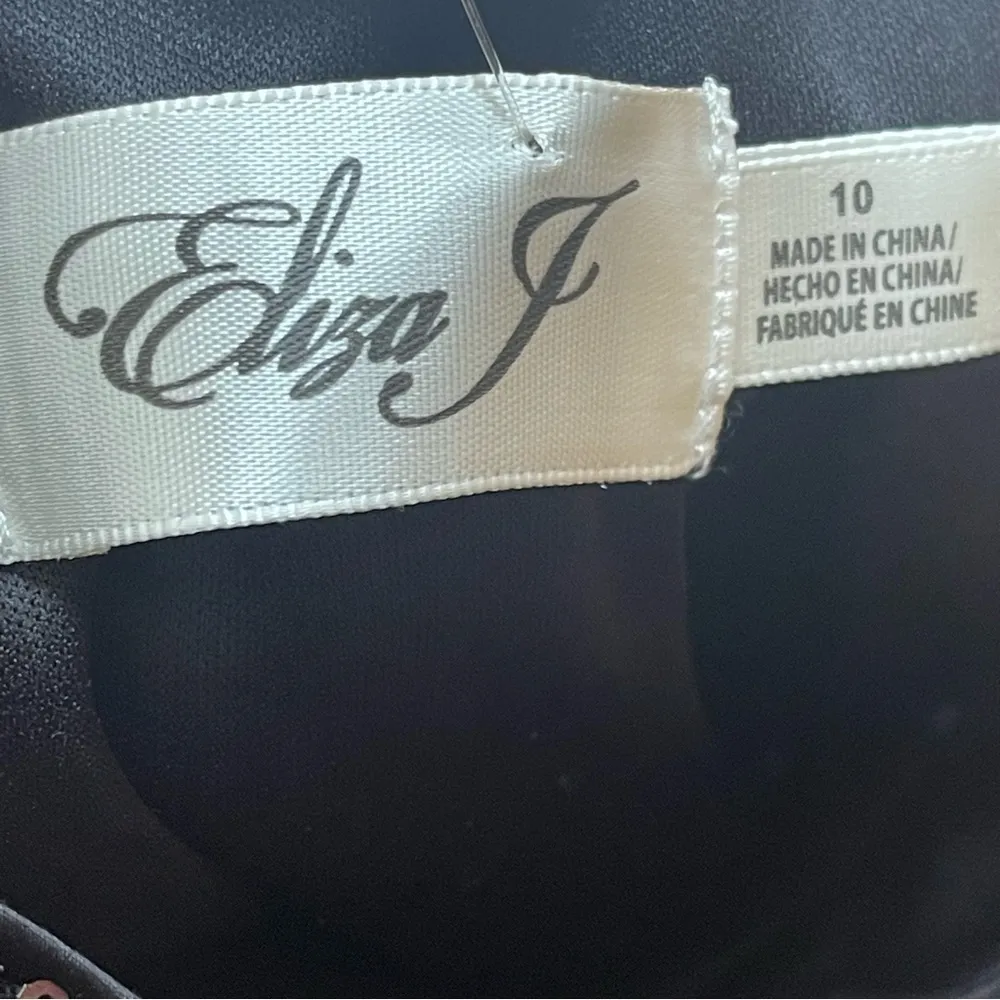 Eliza J
10
MADE IN CHINA/
HECHO EN CHINA/
FABRIQUÉ EN CHINE